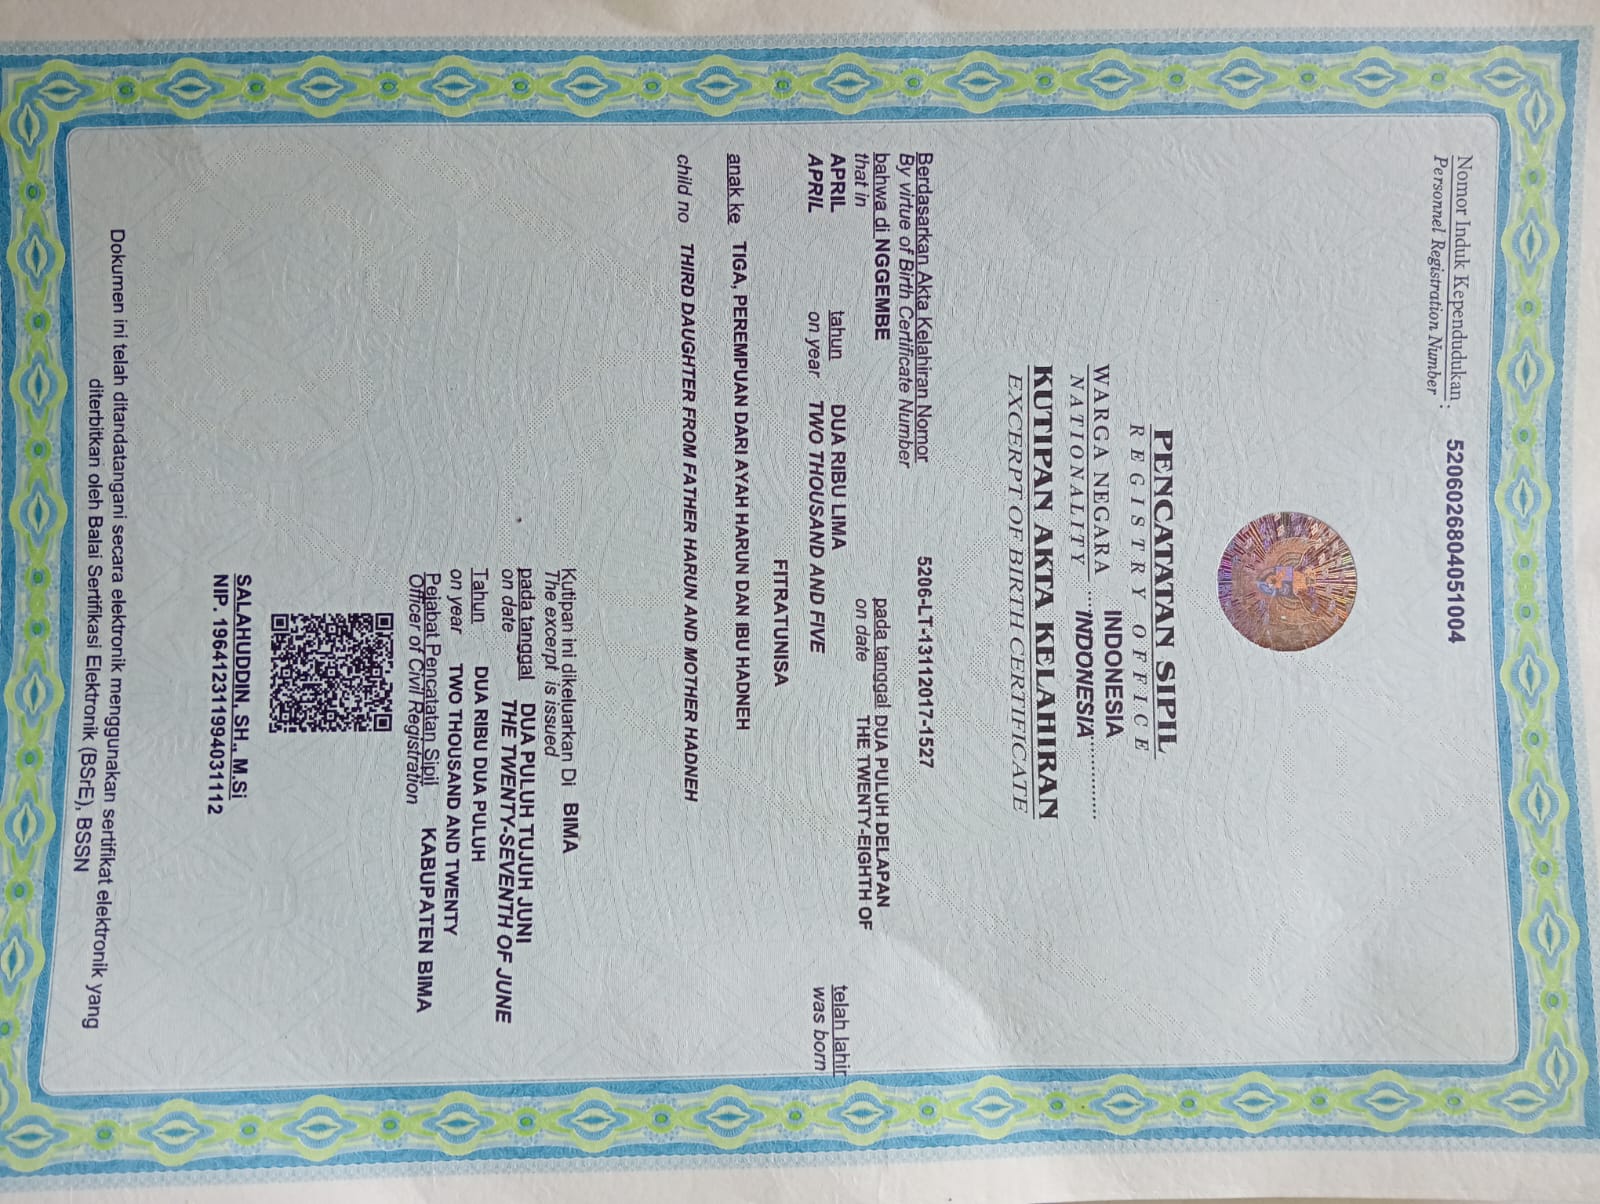 Nomor Induk Kependudukan : 5206026804051004
Personnel Registration Number
PENCATATAN SIPIL
REGISTRY OFFICE
WARGA NEGARA INDONESIA
NATIONALITY ....INDONESIA.............
KUTIPAN AKTA KELAHIRAN
EXCERPT OF BIRTH CERTIFICATE
Berdasarkan Akta Kelahiran Nomor 5206-LT-13112017-1527
By virtue of Birth Certificate Number
bahwa di NGGEMBE pada tanggal DUA PULUH DELAPAN
that in on date THE TWENTY-EIGHTH OF
APRIL tahun DUA RIBU LIMA telah lahir
APRIL on year TWO THOUSAND AND FIVE was born
FITRATUNISA
anak ke TIGA, PEREMPUAN DARI AYAH HARUN DAN IBU HADNEH
child no THIRD DAUGHTER FROM FATHER HARUN AND MOTHER HADNEH
Kutipan ini dikeluarkan Di BIMA
The excerpt is issued
pada tanggal DUA PULUH TUJUH JUNI
on date THE TWENTY-SEVENTH OF JUNE
Tahun DUA RIBU DUA PULUH
on year TWO THOUSAND AND TWENTY
Pejabat Pencatatan Sipil KABUPATEN BIMA
Officer of Civil Registration
SALAHUDDIN, SH., M.Si
NIP. 196412311994031112
Dokumen ini telah ditandatangani secara elektronik menggunakan sertifikat elektronik yang
diterbitkan oleh Balai Sertifikasi Elektronik (BSrE), BSSN